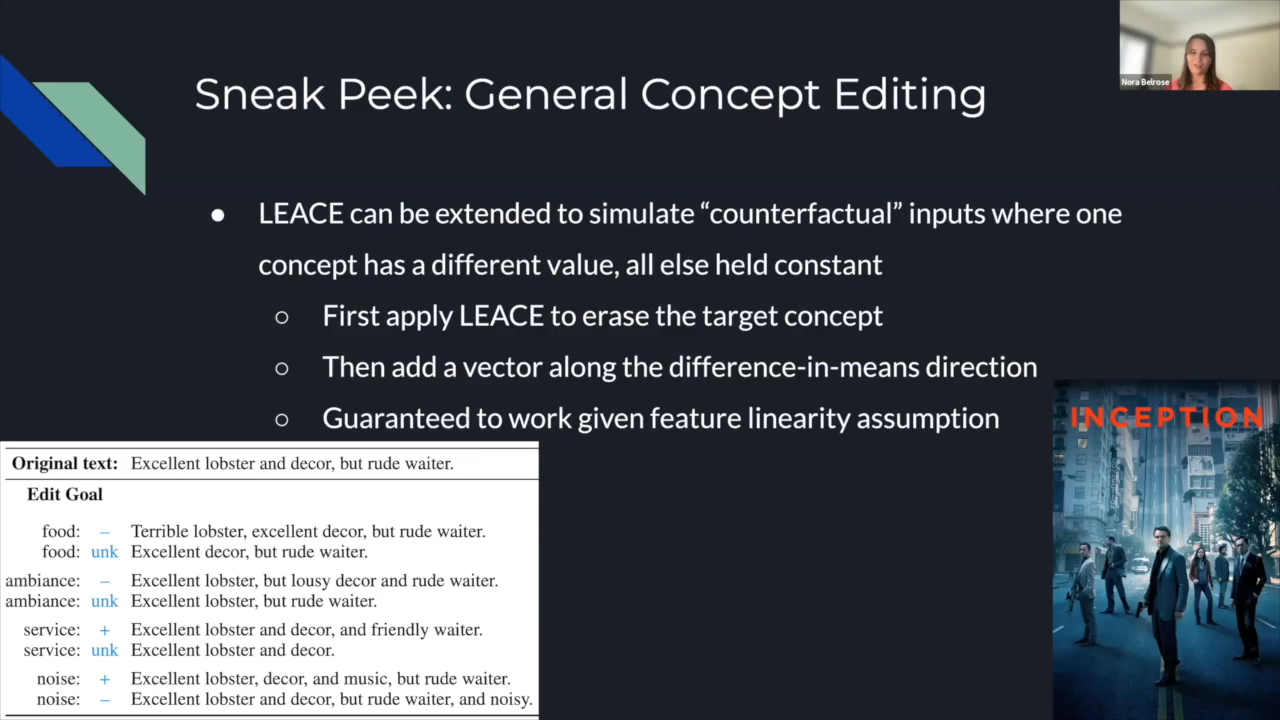 Nora Belrose
Sneak Peek: General Concept Editing
● LEACE can be extended to simulate “counterfactual” inputs where one
concept has a different value, all else held constant
○ First apply LEACE to erase the target concept
○ Then add a vector along the difference-in-means direction
○ Guaranteed to work given feature linearity assumption
INCEPTION
Original text: Excellent lobster and decor, but rude waiter.
Edit Goal
food: – Terrible lobster, excellent decor, but rude waiter.
food: unk Excellent decor, but rude waiter.
ambiance: – Excellent lobster, but lousy decor and rude waiter.
ambiance: unk Excellent lobster, but rude waiter.
service: + Excellent lobster and decor, and friendly waiter.
service: unk Excellent lobster and decor.
noise: + Excellent lobster, decor, and music, but rude waiter.
noise: – Excellent lobster and decor, but rude waiter, and noisy.